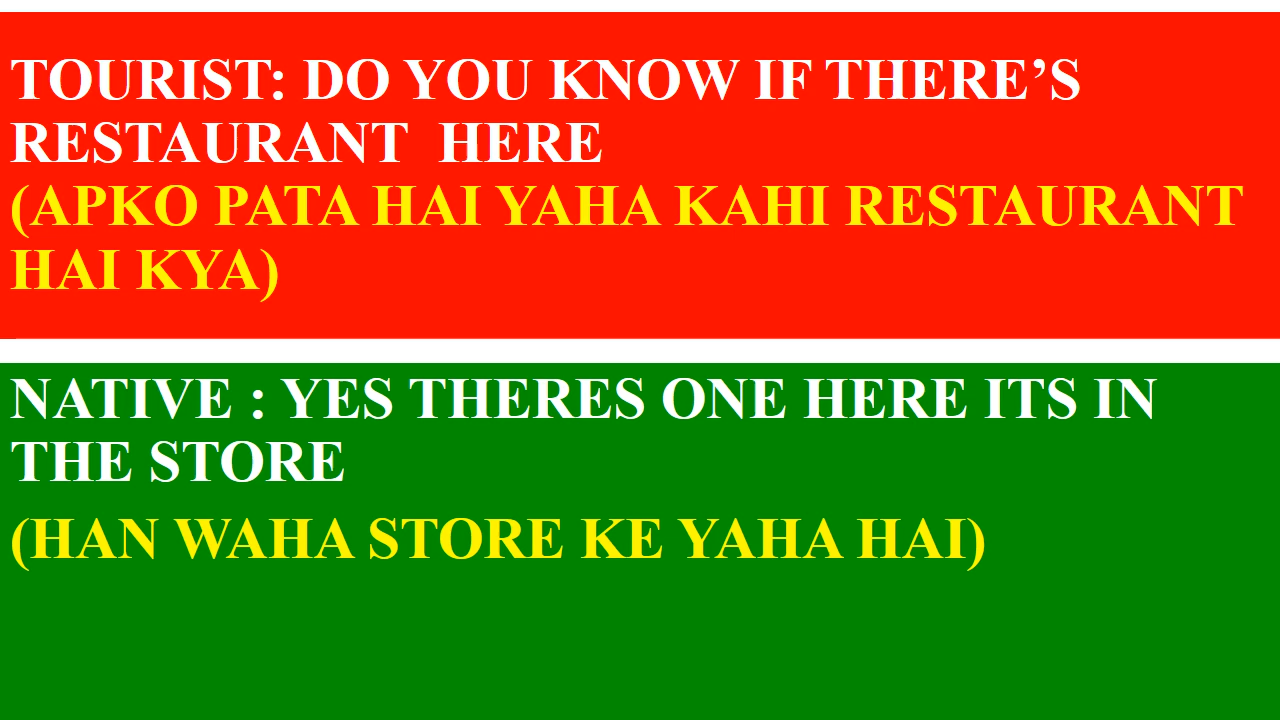 TOURIST: DO YOU KNOW IF THERE’S
RESTAURANT  HERE
(APKO PATA HAI YAHA KAHI RESTAURANT
HAI KYA)
NATIVE : YES THERES ONE HERE ITS IN
THE STORE
(HAN WAHA STORE KE YAHA HAI)